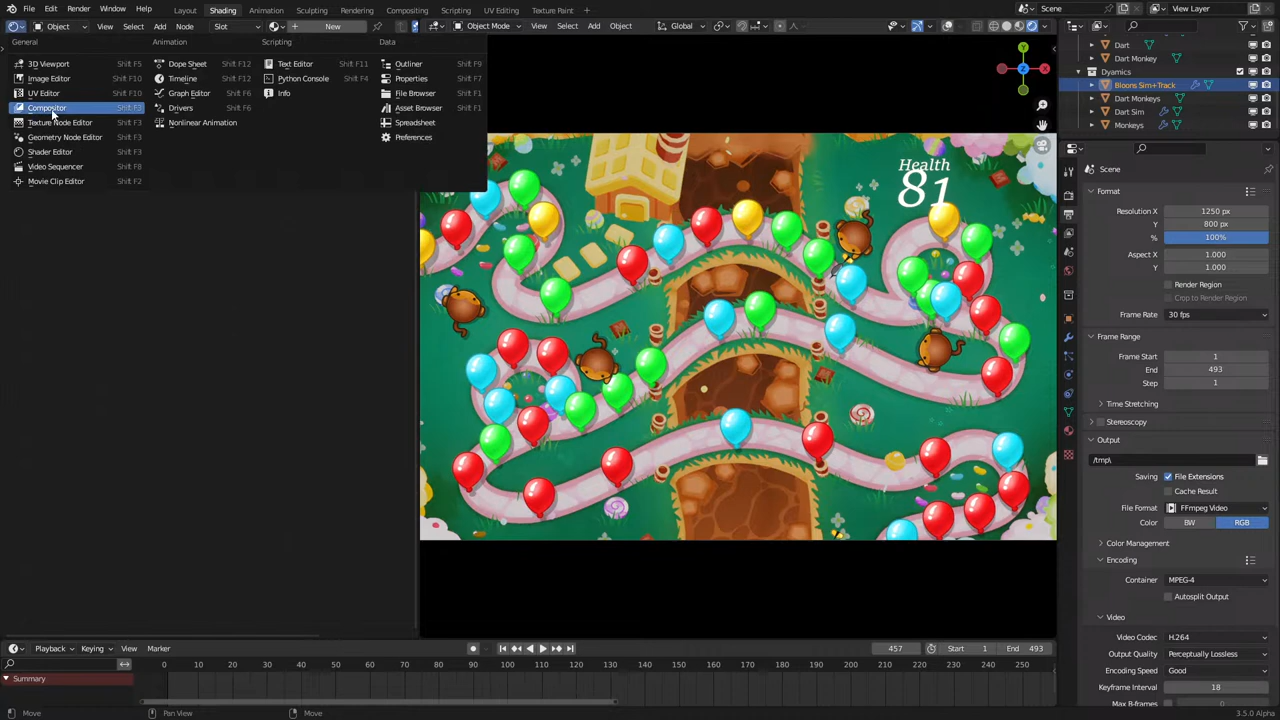 File Edit Render Window Help Layout Shading Animation Rendering Compositing Scripting UV Editing Texture Paint Scene View Layer
Object View Select Add Node Slot New Object Mode View Select Add Object Global
General Animation Scripting Data
3D Viewport Shift F5 Dope Sheet Shift F12 Text Editor Shift F11 Outliner Shift F9
Image Editor Shift F10 Timeline Shift F12 Python Console Shift F4 Properties Shift F7
UV Editor Shift F10 Graph Editor Shift F6 Info File Browser Shift F1
Compositor Shift F3 Drivers Shift F6 Asset Browser Shift F1
Texture Node Editor Shift F3 Nonlinear Animation Spreadsheet
Geometry Node Editor Shift F3 Preferences
Shader Editor Shift F3
Video Sequencer Shift F8
Movie Clip Editor Shift F2
Y
X
Z
Health
81
Dart
Dart Monkey
Dyamics
Bloons Sim+Track
Dart Monkeys
Dart Sim
Monkeys
Scene
Format
Resolution X 1250 px
Y 800 px
% 100%
Aspect X 1.000
Y 1.000
Render Region
Crop to Render Region
Frame Rate 30 fps
Frame Range
Frame Start 1
End 493
Step 1
Time Stretching
Stereoscopy
Output
/tmp\
Saving File Extensions
Cache Result
File Format FFmpeg Video
Color BW RGB
Color Management
Encoding
Container MPEG-4
Autosplit Output
Video
Video Codec H.264
Output Quality Perceptually Lossless
Encoding Speed Good
Keyframe Interval 18
Max B-frames 0
Playback Keying View Marker 457 Start 1 End 493
0 10 20 30 40 50 60 70 80 90 100 110 120 130 140 150 160 170 180 190 200 210 220 230 240 250
Summary
Move Pan View Move 3.5.0 Alpha